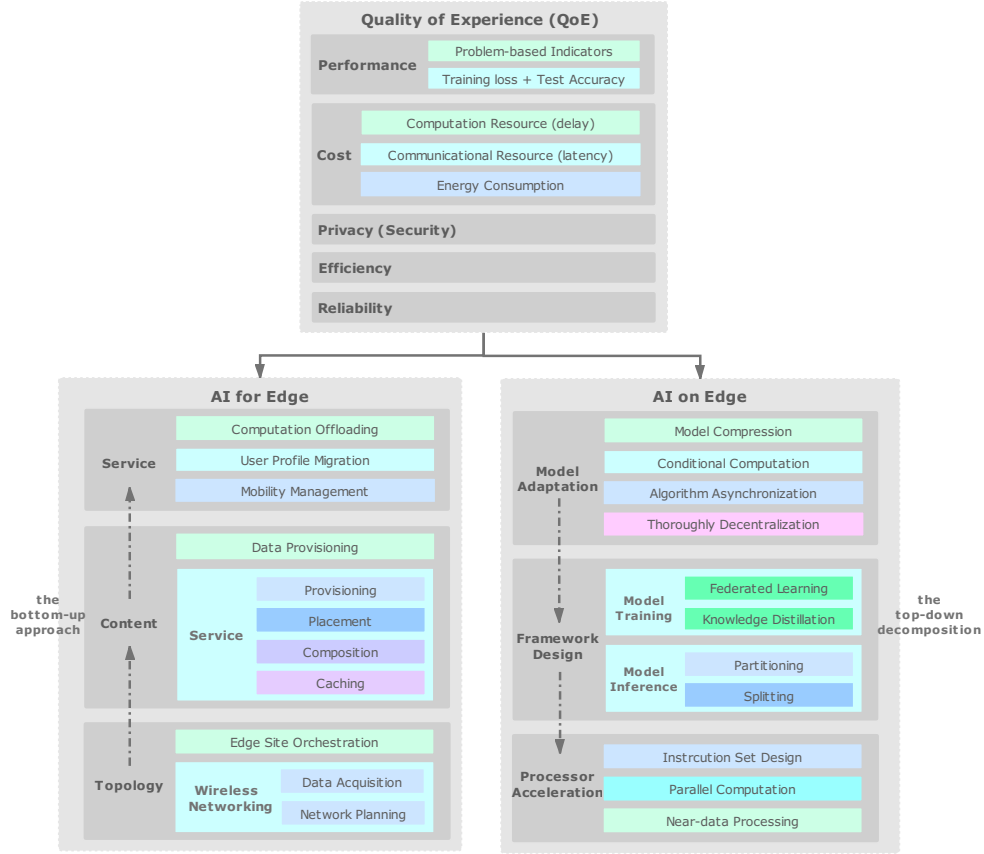 Quality of Experience (QoE)
Performance
Problem-based Indicators
Training loss + Test Accuracy
Cost
Computation Resource (delay)
Communicational Resource (latency)
Energy Consumption
Privacy (Security)
Efficiency
Reliability
AI for Edge
Service
Computation Offloading
User Profile Migration
Mobility Management
the
bottom-up
approach
Content
Data Provisioning
Service
Provisioning
Placement
Composition
Caching
Topology
Edge Site Orchestration
Wireless
Networking
Data Acquisition
Network Planning
AI on Edge
Model
Adaptation
Model Compression
Conditional Computation
Algorithm Asynchronization
Thoroughly Decentralization
Framework
Design
Model
Training
Federated Learning
Knowledge Distillation
Model
Inference
Partitioning
Splitting
the
top-down
decomposition
Processor
Acceleration
Instrcution Set Design
Parallel Computation
Near-data Processing